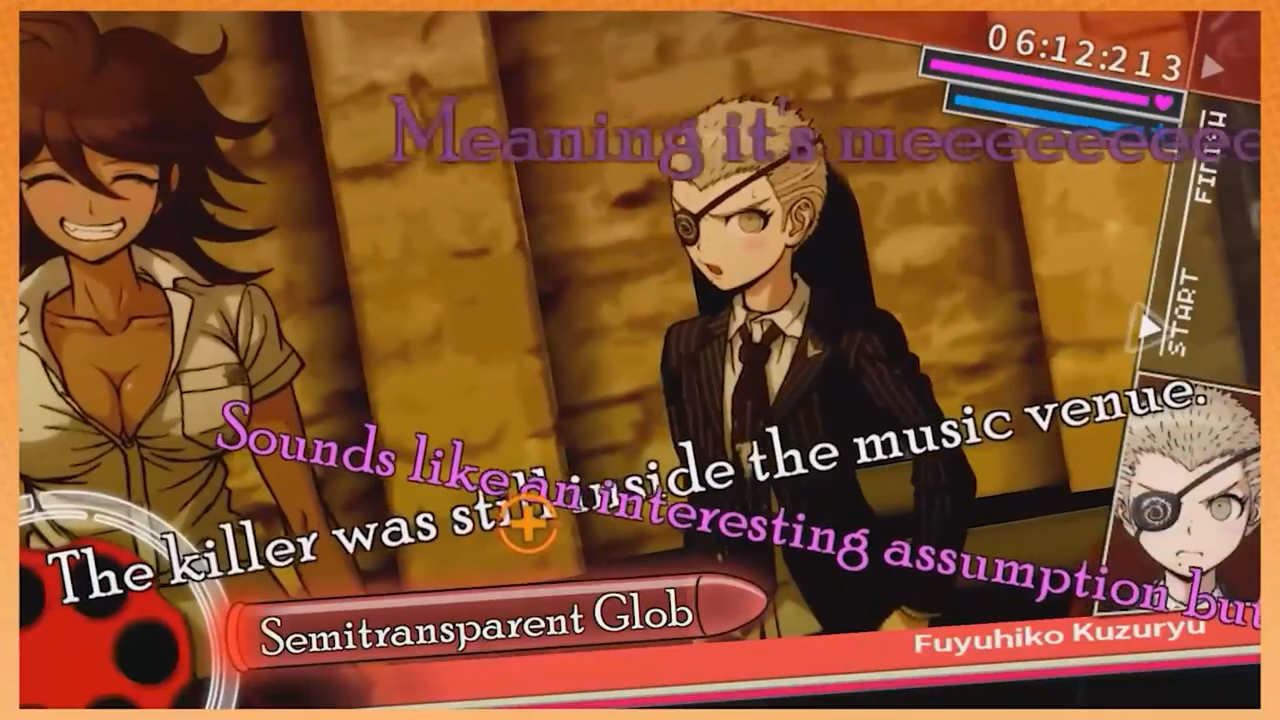 06:12:213
Meaning it's meeeeeeeeee
FINISH
START
Sounds like an interesting assumption but
The killer was still inside the music venue.
Semitransparent Glob
Fuyuhiko Kuzuryu